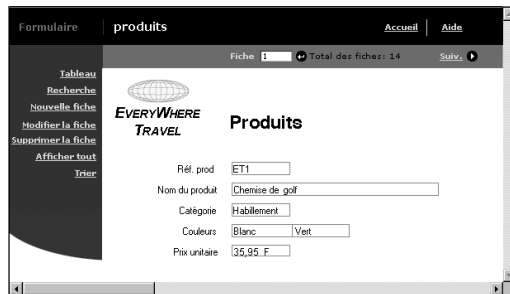 Formulaire produits Accueil Aide
Fiche 1 Total des fiches: 14 Suiv.
Tableau
Recherche
Nouvelle fiche
Modifier la fiche
Supprimer la fiche
Afficher tout
Trier
EVERYWHERE
TRAVEL
Produits
Réf. prod ET1
Nom du produit Chemise de golf
Catégorie Habillement
Couleurs Blanc Vert
Prix unitaire 35,95 F